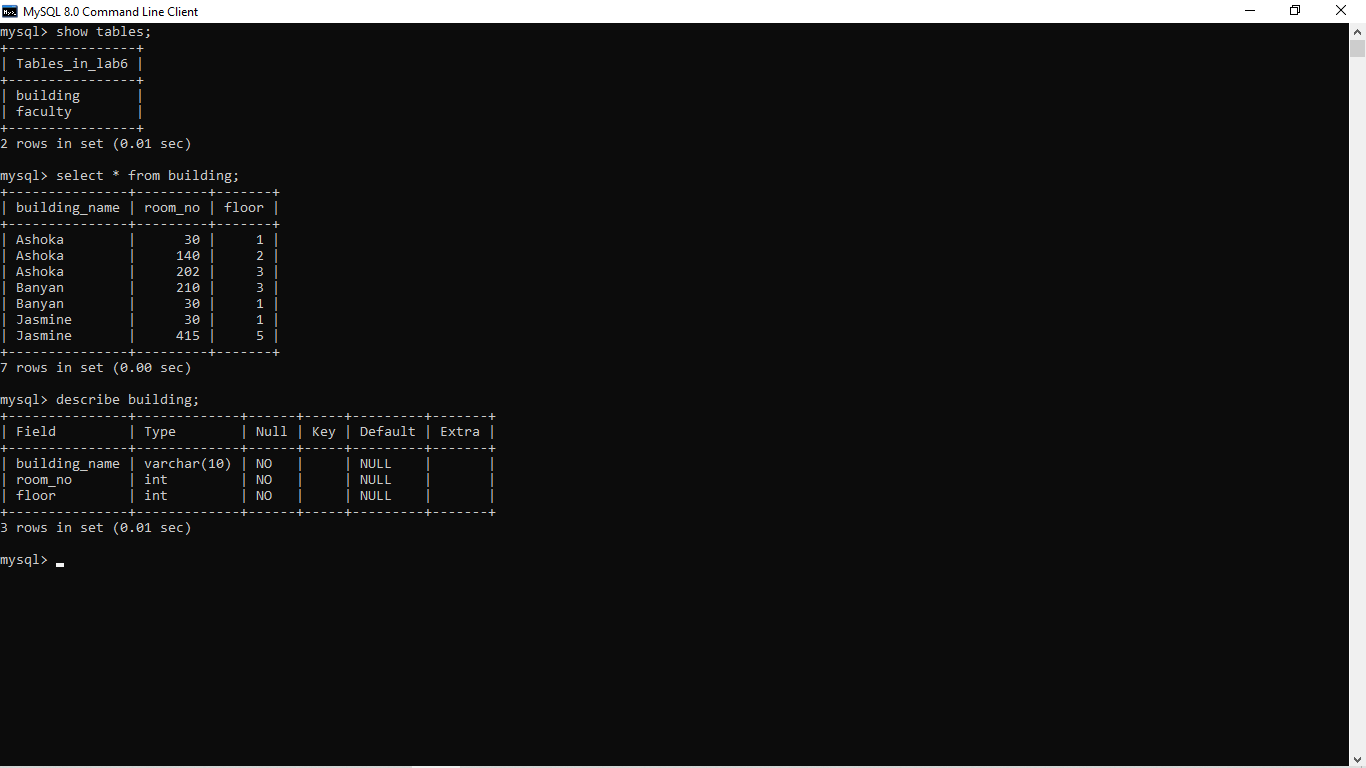 MySQL 8.0 Command Line Client
mysql> show tables;
+----------------+
| Tables_in_lab6 |
+----------------+
| building       |
| faculty        |
+----------------+
2 rows in set (0.01 sec)
mysql> select * from building;
+---------------+---------+-------+
| building_name | room_no | floor |
+---------------+---------+-------+
| Ashoka        |      30 |     1 |
| Ashoka        |     140 |     2 |
| Ashoka        |     202 |     3 |
| Banyan        |     210 |     3 |
| Banyan        |      30 |     1 |
| Jasmine       |      30 |     1 |
| Jasmine       |     415 |     5 |
+---------------+---------+-------+
7 rows in set (0.00 sec)
mysql> describe building;
+---------------+-------------+------+-----+---------+-------+
| Field         | Type        | Null | Key | Default | Extra |
+---------------+-------------+------+-----+---------+-------+
| building_name | varchar(10) | NO   |     | NULL    |       |
| room_no       | int         | NO   |     | NULL    |       |
| floor         | int         | NO   |     | NULL    |       |
+---------------+-------------+------+-----+---------+-------+
3 rows in set (0.01 sec)
mysql>